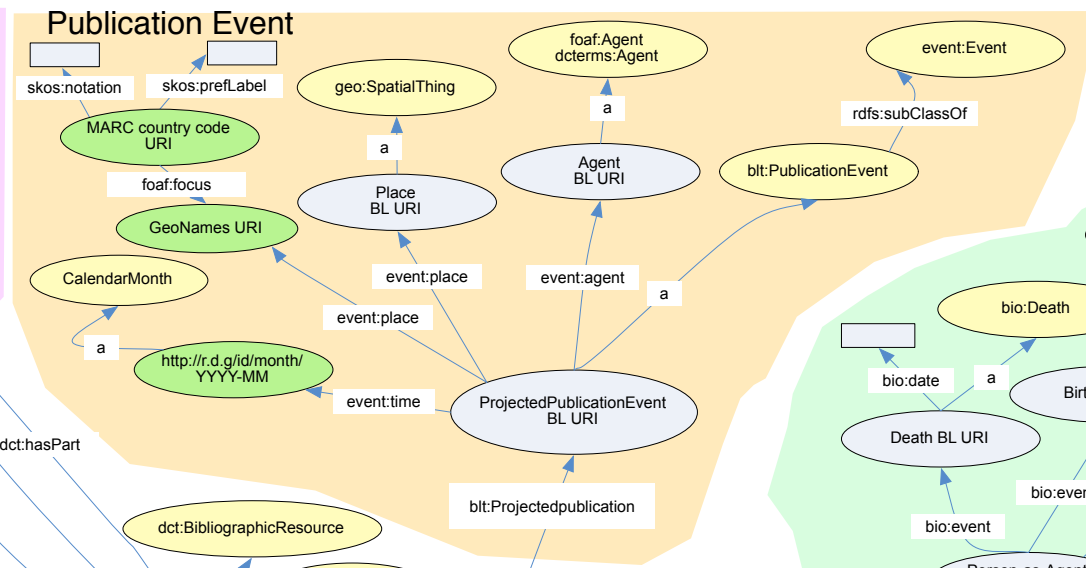 Publication Event
skos:notation
skos:prefLabel
MARC country code
URI
foaf:focus
GeoNames URI
geo:SpatialThing
a
Place
BL URI
foaf:Agent
dcterms:Agent
a
Agent
BL URI
event:Event
rdfs:subClassOf
blt:PublicationEvent
CalendarMonth
a
http://r.d.g/id/month/
YYYY-MM
event:place
event:place
event:agent
a
event:time
ProjectedPublicationEvent
BL URI
blt:Projectedpublication
dct:hasPart
dct:BibliographicResource
bio:Death
bio:date
a
Birt
Death BL URI
bio:event